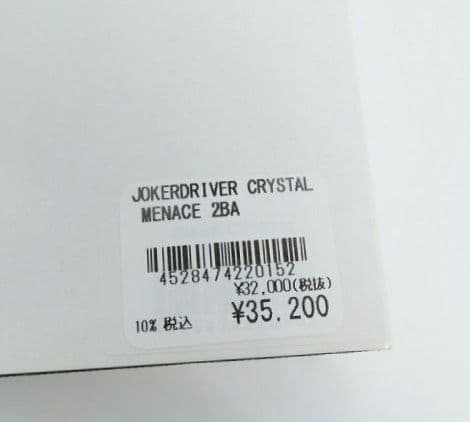 JOKERDRIVER CRYSTAL
MENACE 2BA
4528474220152
¥32,000(税抜)
10% 税込 ¥35,200